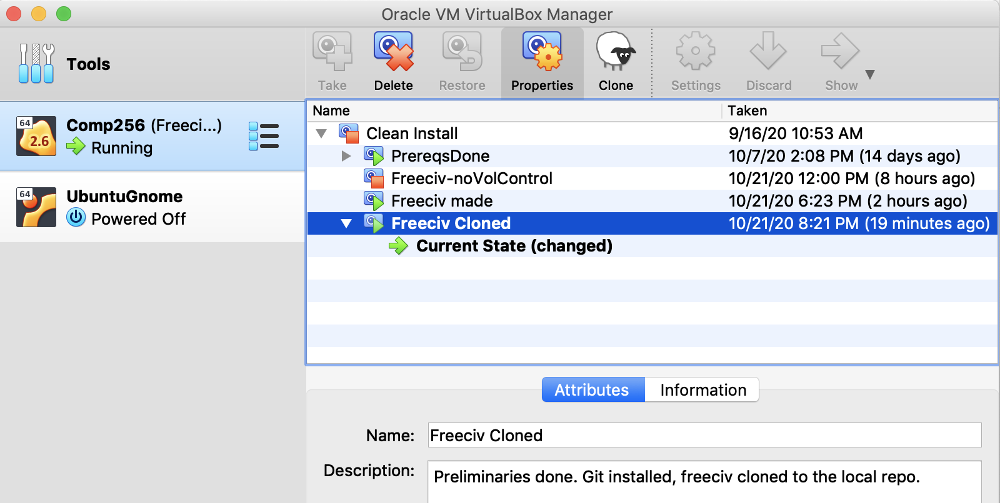 Oracle VM VirtualBox Manager
Tools
Take
Delete
Restore
Properties
Clone
Settings
Discard
Show
64
2.6
Comp256 (Freeci...)
Running
64
UbuntuGnome
Powered Off
Name Taken
Clean Install 9/16/20 10:53 AM
PrereqsDone 10/7/20 2:08 PM (14 days ago)
Freeciv-noVolControl 10/21/20 12:00 PM (8 hours ago)
Freeciv made 10/21/20 6:23 PM (2 hours ago)
Freeciv Cloned 10/21/20 8:21 PM (19 minutes ago)
Current State (changed)
Attributes Information
Name: Freeciv Cloned
Description: Preliminaries done. Git installed, freeciv cloned to the local repo.